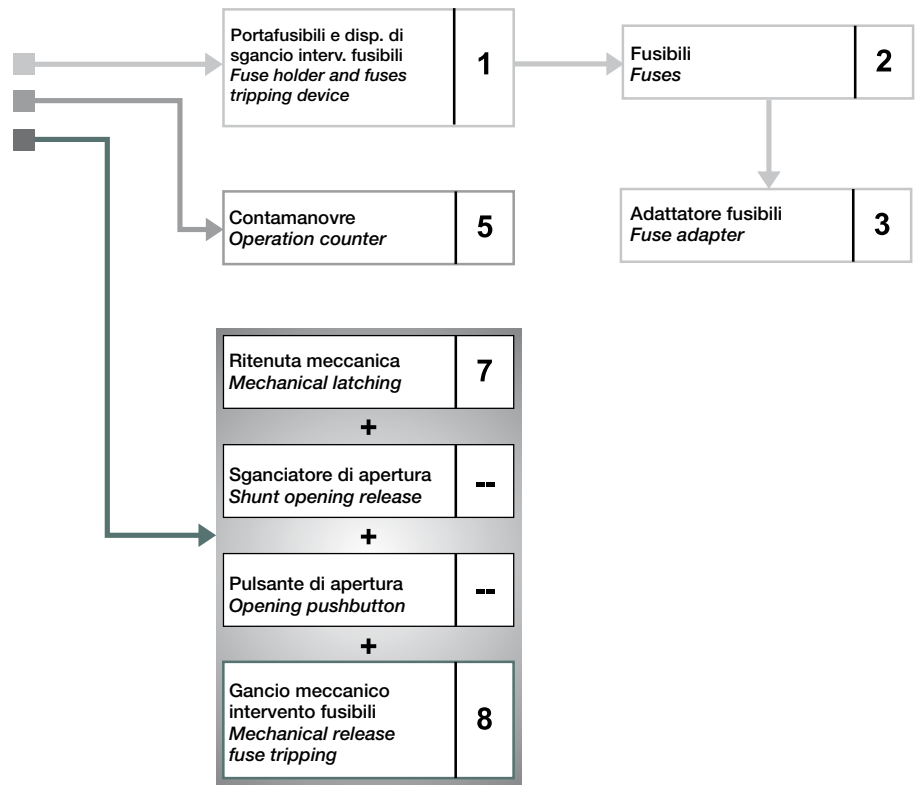 Portafusibili e disp. di
sgancio interv. fusibili
Fuse holder and fuses
tripping device
1
Fusibili
Fuses
2
Adattatore fusibili
Fuse adapter
3
Contamanovre
Operation counter
5
Ritenuta meccanica
Mechanical latching
7
+
Sganciatore di apertura
Shunt opening release
--
+
Pulsante di apertura
Opening pushbutton
--
+
Gancio meccanico
intervento fusibili
Mechanical release
fuse tripping
8